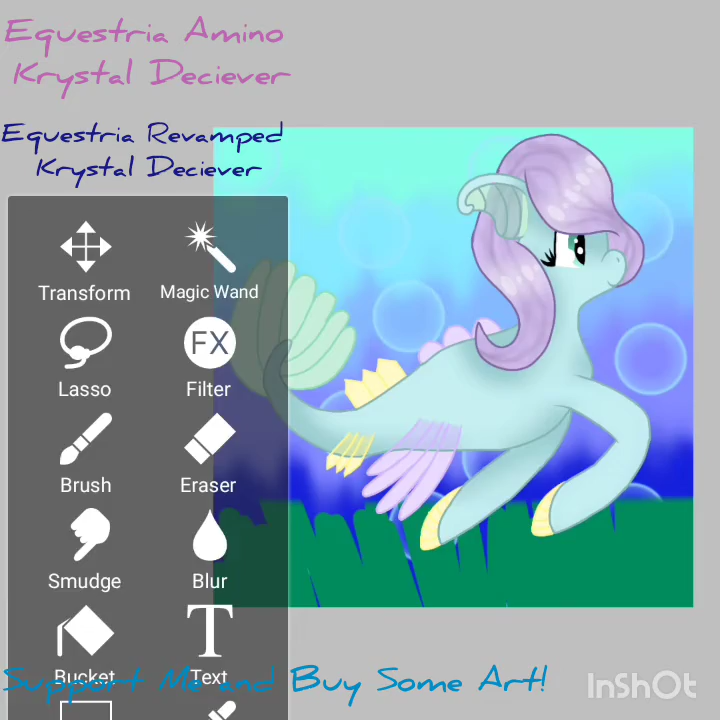 Equestria Amino
Krystal Deciever
Equestria Revamped
Krystal Deciever
Transform
Magic Wand
Lasso
FX
Filter
Brush
Eraser
Smudge
Blur
T
Bucket
Text
Support Me and Buy Some Art!
InShOt